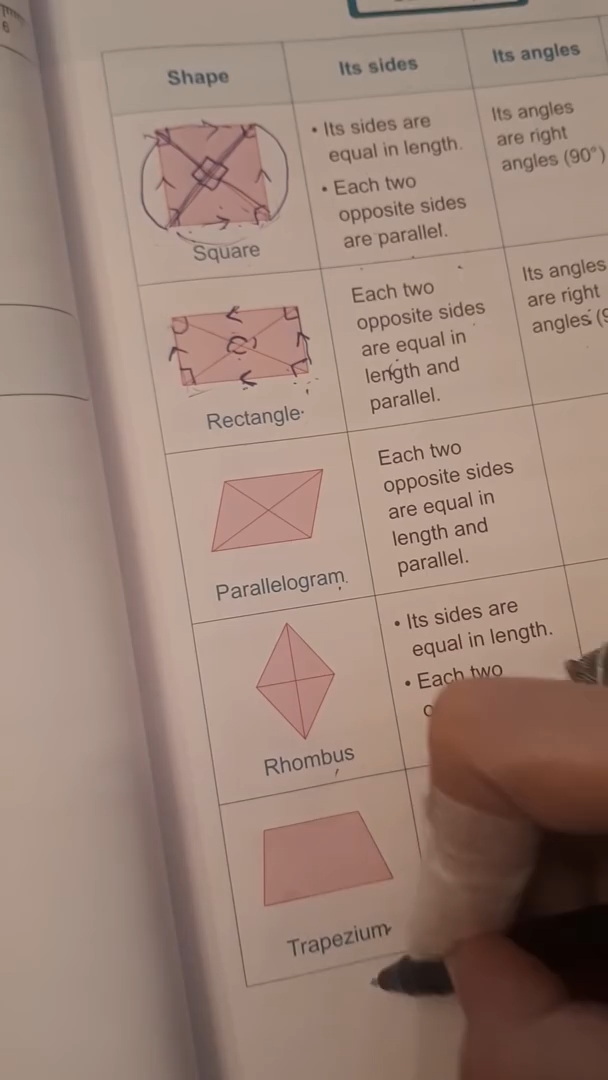 6
Shape
Its sides
Its angles
• Its sides are
equal in length.
• Each two
opposite sides
are parallel.
Its angles
are right
angles (90°)
Square
Each two
opposite sides
are equal in
length and
parallel.
Its angles
are right
angles (9
Rectangle
Each two
opposite sides
are equal in
length and
parallel.
Parallelogram
• Its sides are
equal in length.
• Each two
Rhombus
Trapezium